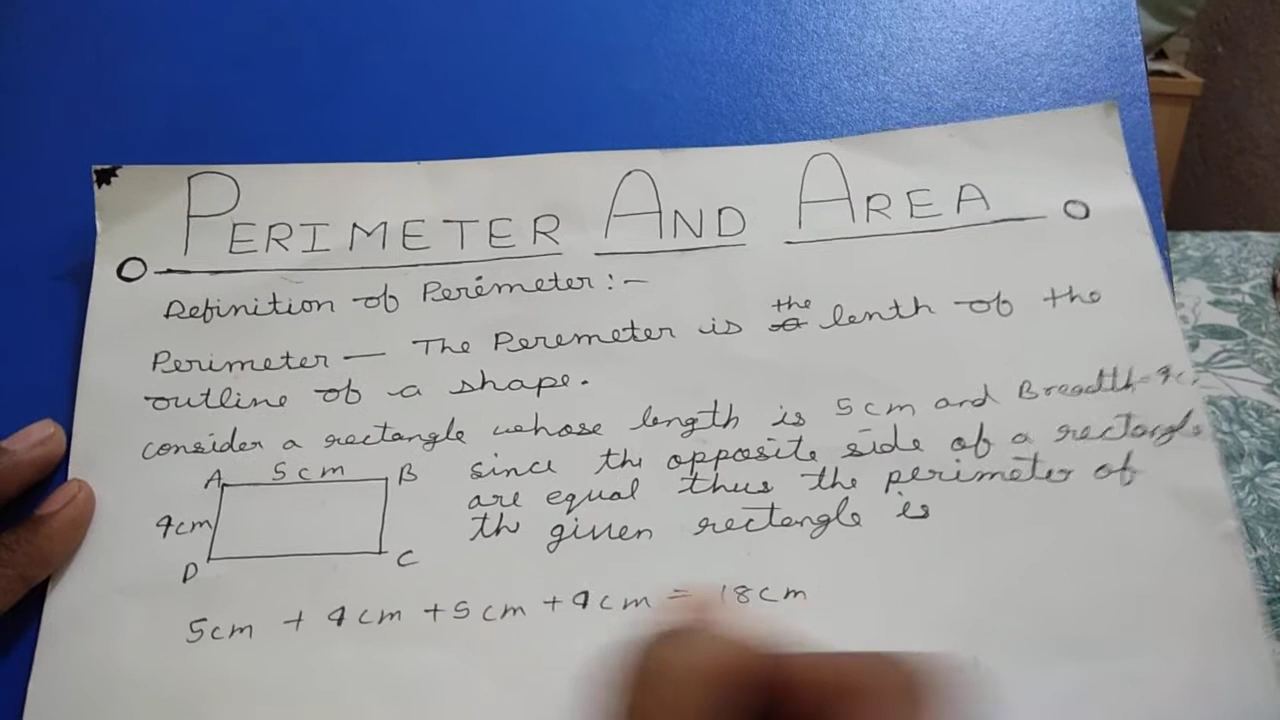 PERIMETER AND AREA
Definition of Perimeter:-
Perimeter — The Peremeter is the lenth of the
outline of a shape.
consider a rectangle whose length is 5cm and Breadth = 4c
since the opposite side of a rectangle
are equal thus the perimeter of
th given rectangle is
A 5cm B
4cm
D C
5cm + 4cm + 5cm + 4cm = 18cm